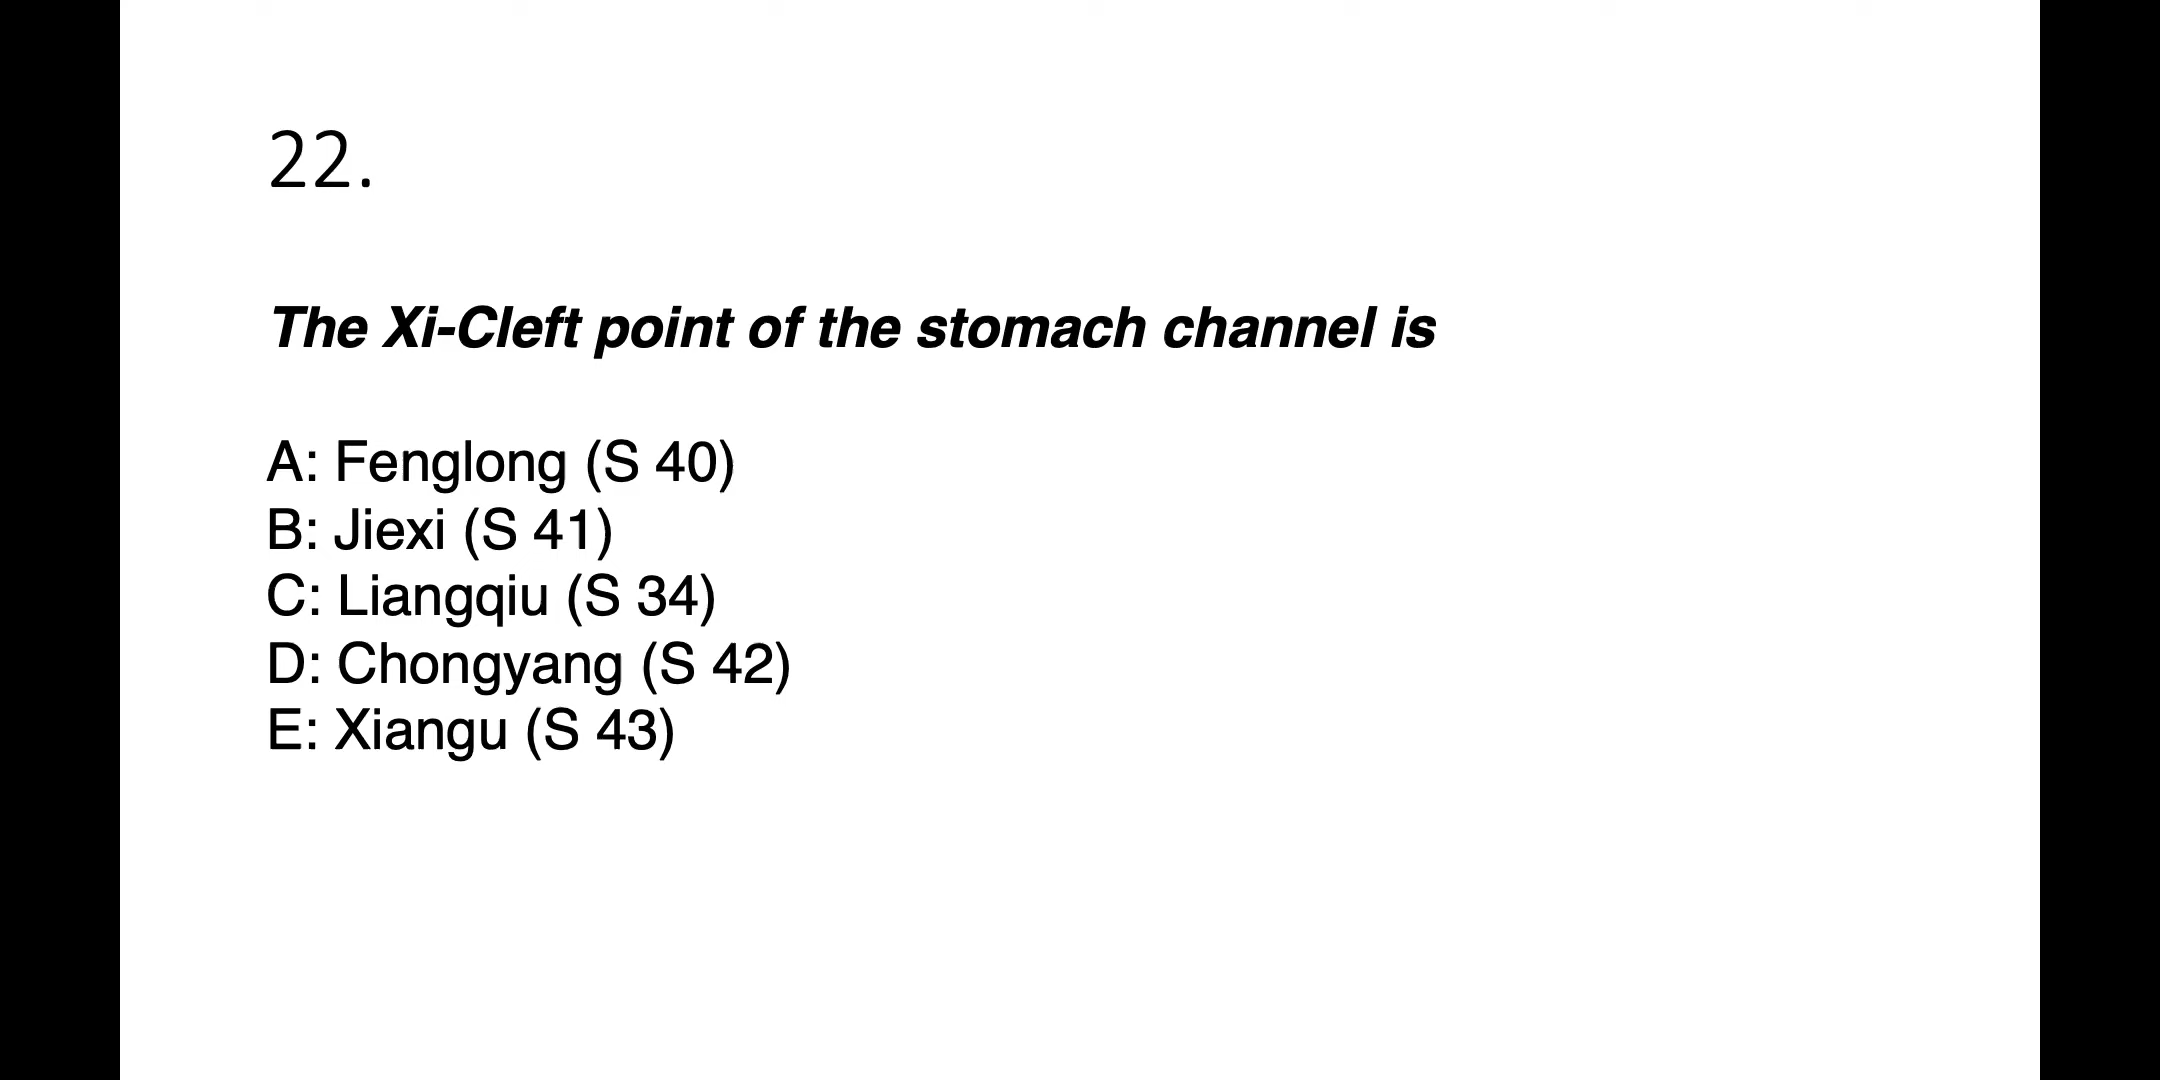 22.
The Xi-Cleft point of the stomach channel is
A: Fenglong (S 40)
B: Jiexi (S 41)
C: Liangqiu (S 34)
D: Chongyang (S 42)
E: Xiangu (S 43)